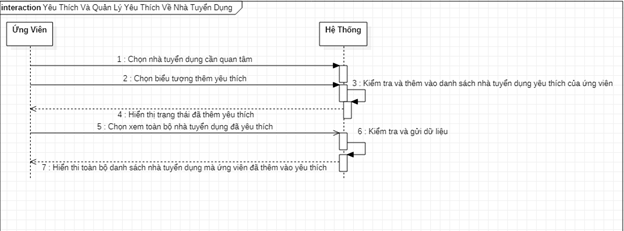 interaction Yêu Thích Và Quản Lý Yêu Thích Về Nhà Tuyển Dụng
Ứng Viên
Hệ Thống
1 : Chọn nhà tuyển dụng cần quan tâm
2 : Chọn biểu tượng thêm yêu thích
3 : Kiểm tra và thêm vào danh sách nhà tuyển dụng yêu thích của ứng viên
4 : Hiển thị trạng thái đã thêm yêu thích
5 : Chọn xem toàn bộ nhà tuyển dụng đã yêu thích
6 : Kiểm tra và gửi dữ liệu
7 : Hiển thi toàn bộ danh sách nhà tuyển dụng mà ứng viên đã thêm vào yêu thích